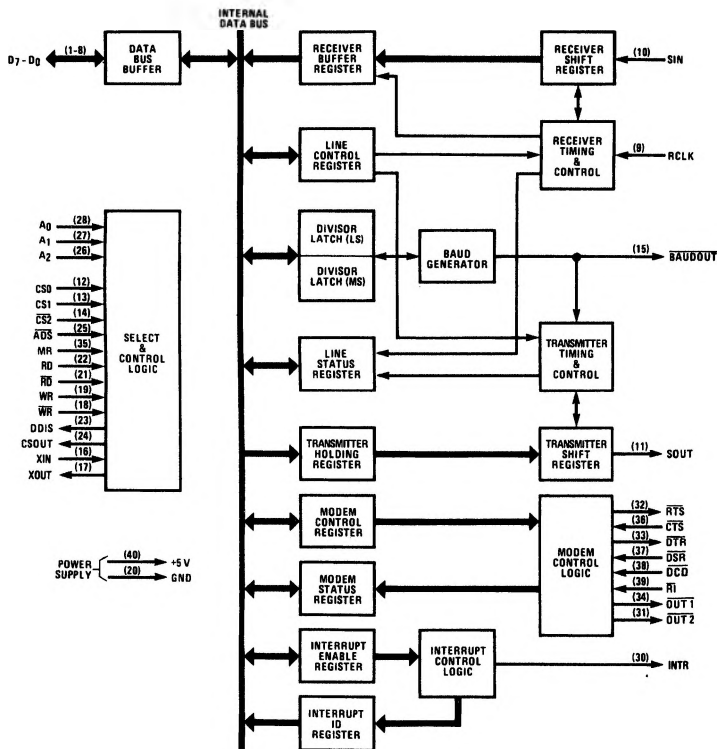 INTERNAL
DATA BUS
D7 - D0
(1-8)
DATA
BUS
BUFFER
RECEIVER
BUFFER
REGISTER
RECEIVER
SHIFT
REGISTER
(10)
SIN
LINE
CONTROL
REGISTER
RECEIVER
TIMING
&
CONTROL
(9)
RCLK
A0
(28)
A1
(27)
A2
(26)
CS0
(12)
CS1
(13)
CS2
(14)
ADS
(25)
MR
(35)
RD
(22)
RD
(21)
WR
(19)
WR
(18)
DDIS
(23)
CSOUT
(24)
XIN
(16)
XOUT
(17)
SELECT
&
CONTROL
LOGIC
DIVISOR
LATCH (LS)
DIVISOR
LATCH (MS)
BAUD
GENERATOR
(15)
BAUDOUT
LINE
STATUS
REGISTER
TRANSMITTER
TIMING
&
CONTROL
TRANSMITTER
HOLDING
REGISTER
TRANSMITTER
SHIFT
REGISTER
(11)
SOUT
MODEM
CONTROL
REGISTER
MODEM
STATUS
REGISTER
MODEM
CONTROL
LOGIC
(32)
RTS
(36)
CTS
(33)
DTR
(37)
DSR
(38)
DCD
(39)
RI
(34)
OUT 1
(31)
OUT 2
POWER
SUPPLY
(40)
+5 V
(20)
GND
INTERRUPT
ENABLE
REGISTER
INTERRUPT
CONTROL
LOGIC
(30)
INTR
INTERRUPT
ID
REGISTER